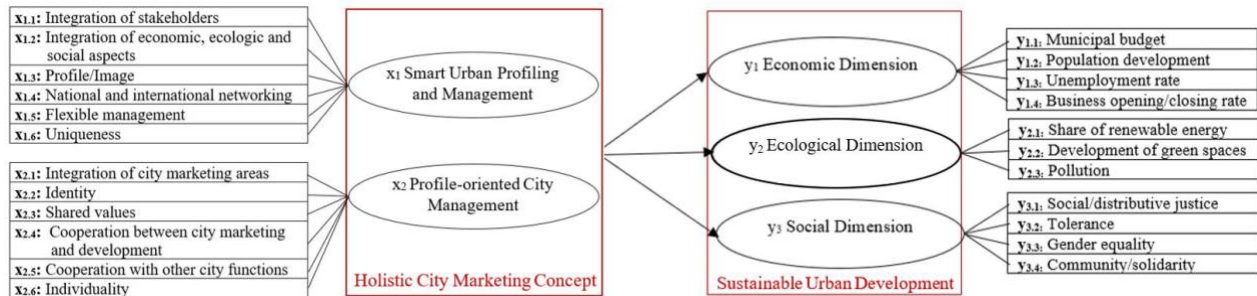 x1.1: Integration of stakeholders
x1.2: Integration of economic, ecologic and
social aspects
x1.3: Profile/Image
x1.4: National and international networking
x1.5: Flexible management
x1.6: Uniqueness
x2.1: Integration of city marketing areas
x2.2: Identity
x2.3: Shared values
x2.4: Cooperation between city marketing
and development
x2.5: Cooperation with other city functions
x2.6: Individuality
x1 Smart Urban Profiling
and Management
x2 Profile-oriented City
Management
Holistic City Marketing Concept
y1 Economic Dimension
y2 Ecological Dimension
y3 Social Dimension
Sustainable Urban Development
y1.1: Municipal budget
y1.2: Population development
y1.3: Unemployment rate
y1.4: Business opening/closing rate
y2.1: Share of renewable energy
y2.2: Development of green spaces
y2.3: Pollution
y3.1: Social/distributive justice
y3.2: Tolerance
y3.3: Gender equality
y3.4: Community/solidarity